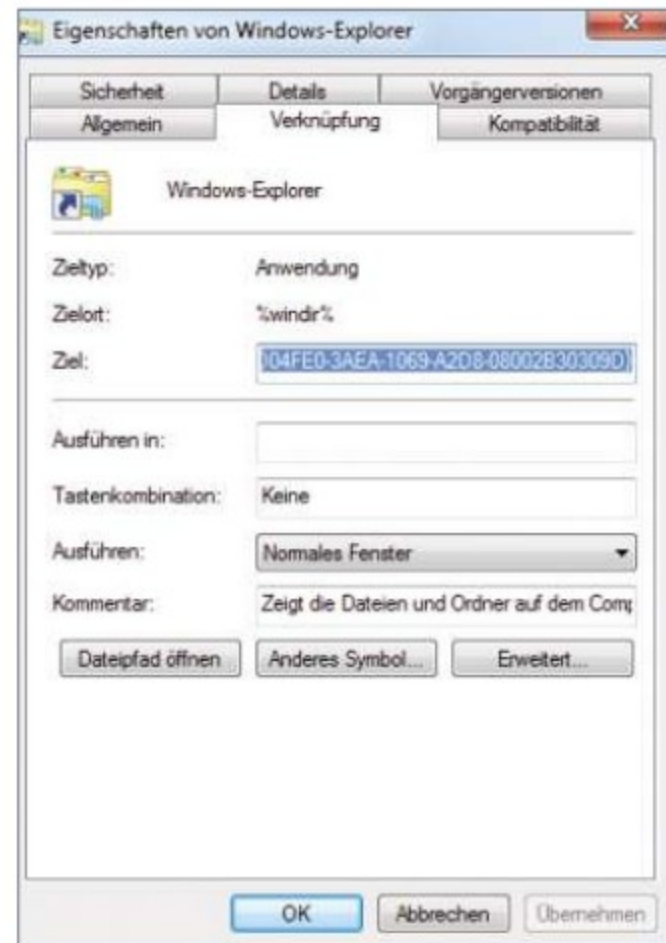 Eigenschaften von Windows-Explorer
Sicherheit Details Vorgängerversionen
Allgemein Verknüpfung Kompatibilität
Windows-Explorer
Zieltyp: Anwendung
Zielort: %windir%
Ziel: 04FE0-3AEA-1069-A2D8-08002B30309D}
Ausführen in:
Tastenkombination: Keine
Ausführen: Normales Fenster
Kommentar: Zeigt die Dateien und Ordner auf dem Comp
Dateipfad öffnen Anderes Symbol... Erweitert...
OK Abbrechen Übernehmen